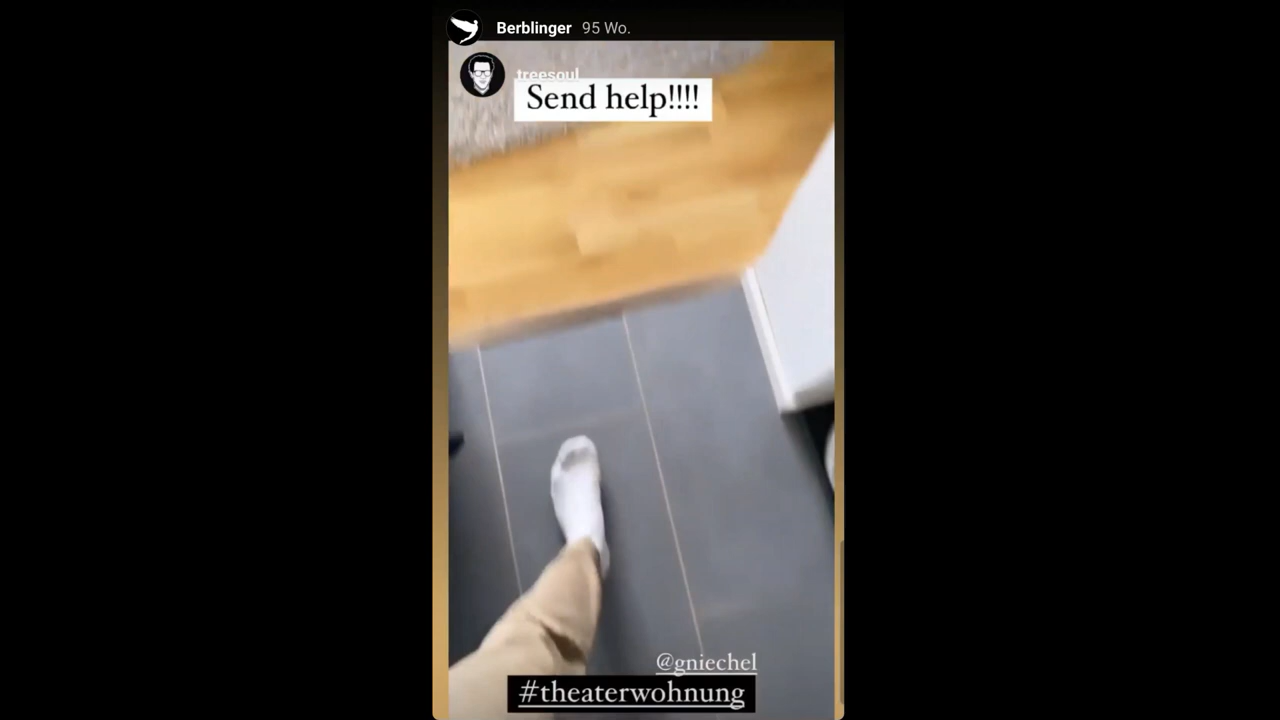 Berblinger 95 Wo.
treesoul
Send help!!!!
@gniechel
#theaterwohnung